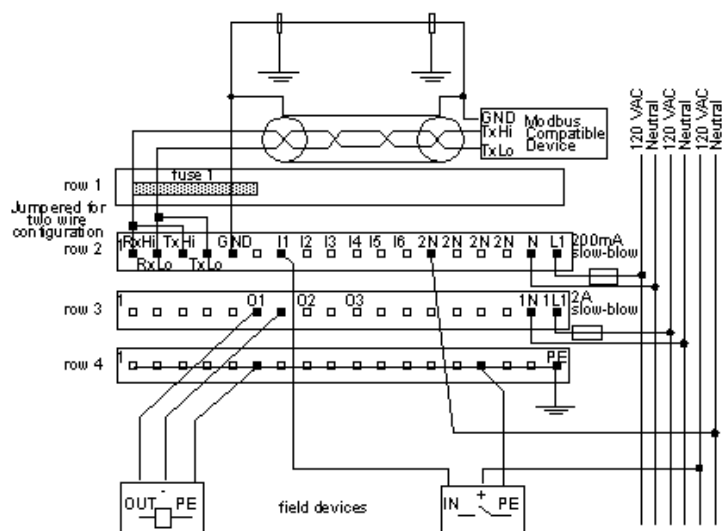 GND Modbus
TxHi Compatible
TxLo Device
120 VAC
Neutral
120 VAC
Neutral
120 VAC
Neutral
row 1
fuse 1
Jumpered for
two wire
configuration
row 2
1 RxHi TxHi GND I1 I2 I3 I4 I5 I6 2N 2N 2N 2N N L1
RxLo TxLo
200mA
slow-blow
row 3
1 O1 O2 O3 1N 1L1
2A
slow-blow
row 4
1 PE
OUT - PE
field devices
IN + PE